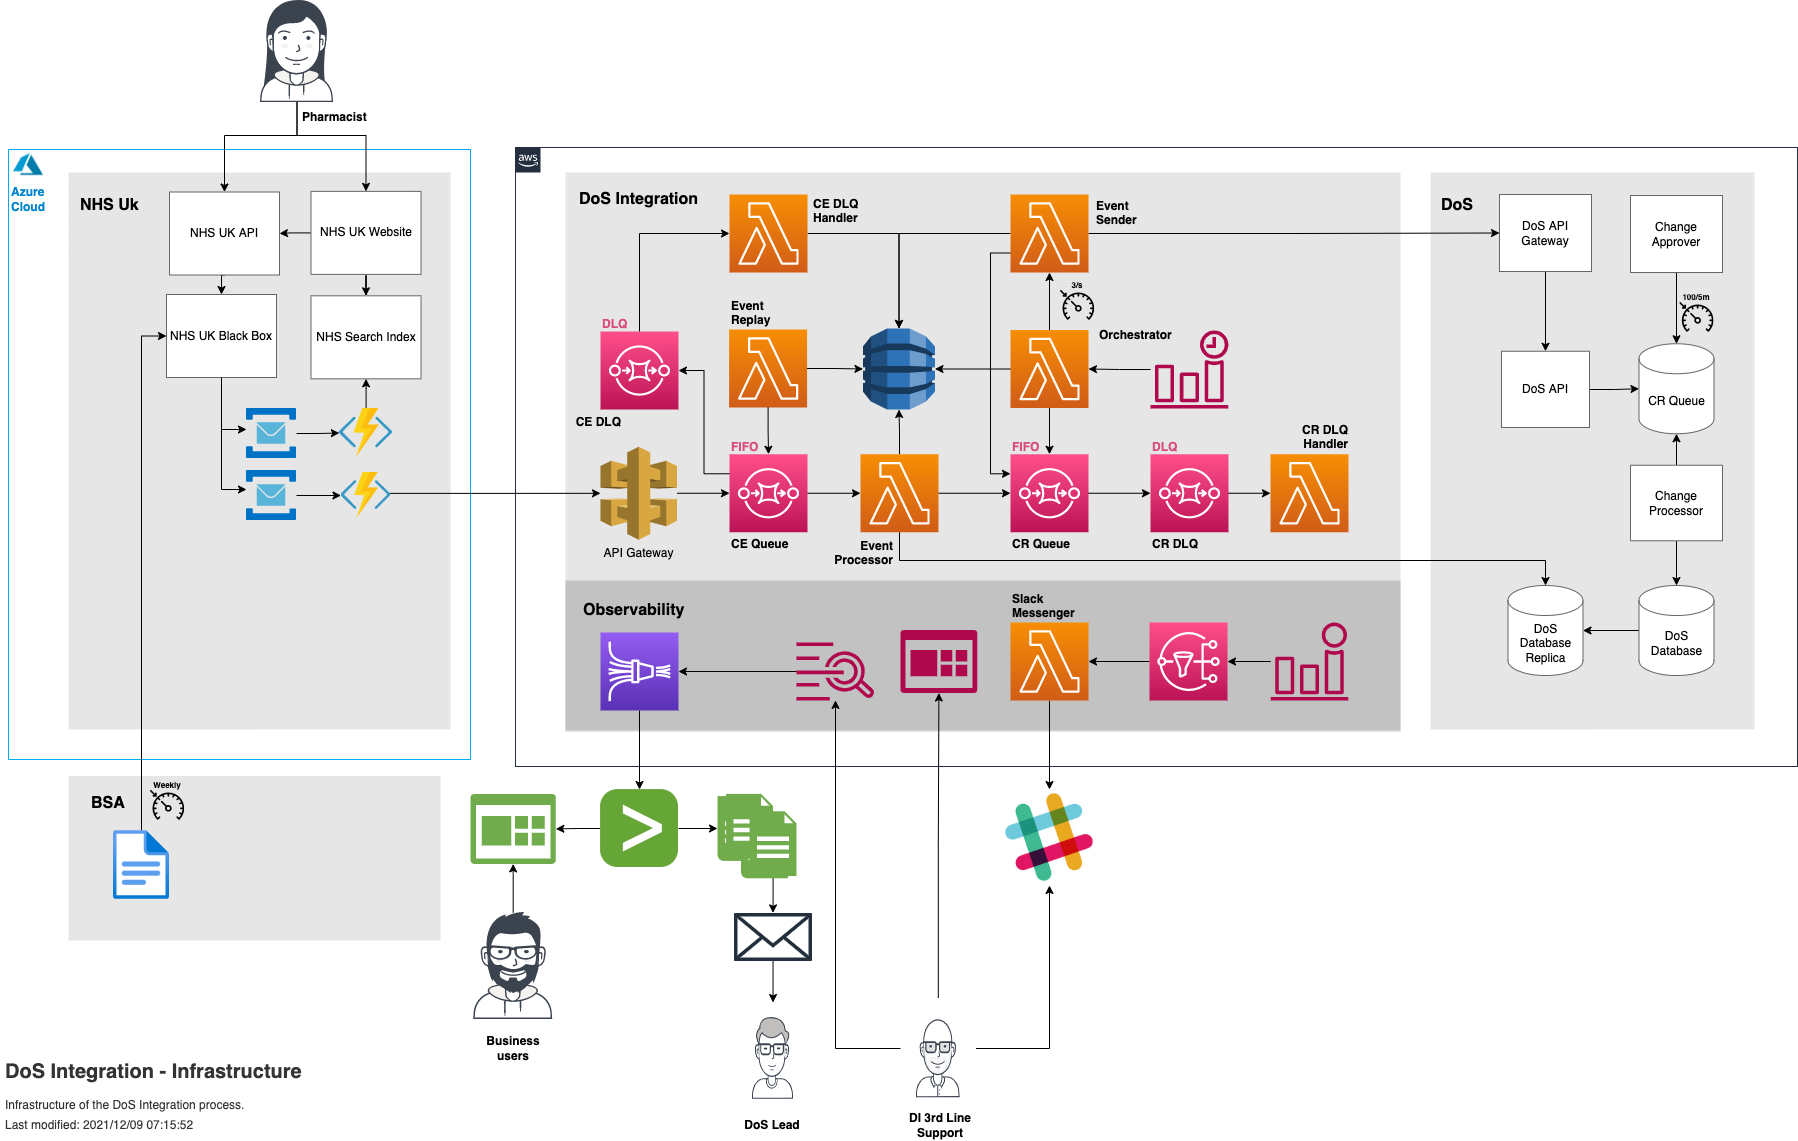 Pharmacist
Azure
Cloud
NHS Uk
NHS UK API
NHS UK Website
NHS UK Black Box
NHS Search Index
aws
DoS Integration
CE DLQ
Handler
Event
Sender
3/s
Event
Replay
DLQ
CE DLQ
Orchestrator
FIFO
FIFO
DLQ
CR DLQ
Handler
API Gateway
CE Queue
Event
Processor
CR Queue
CR DLQ
DoS
DoS API
Gateway
Change
Approver
100/5m
DoS API
CR Queue
Change
Processor
DoS
Database
Replica
DoS
Database
Observability
Slack
Messenger
BSA
Weekly
Business
users
DoS Lead
DI 3rd Line
Support
DoS Integration - Infrastructure
Infrastructure of the DoS Integration process.
Last modified: 2021/12/09 07:15:52